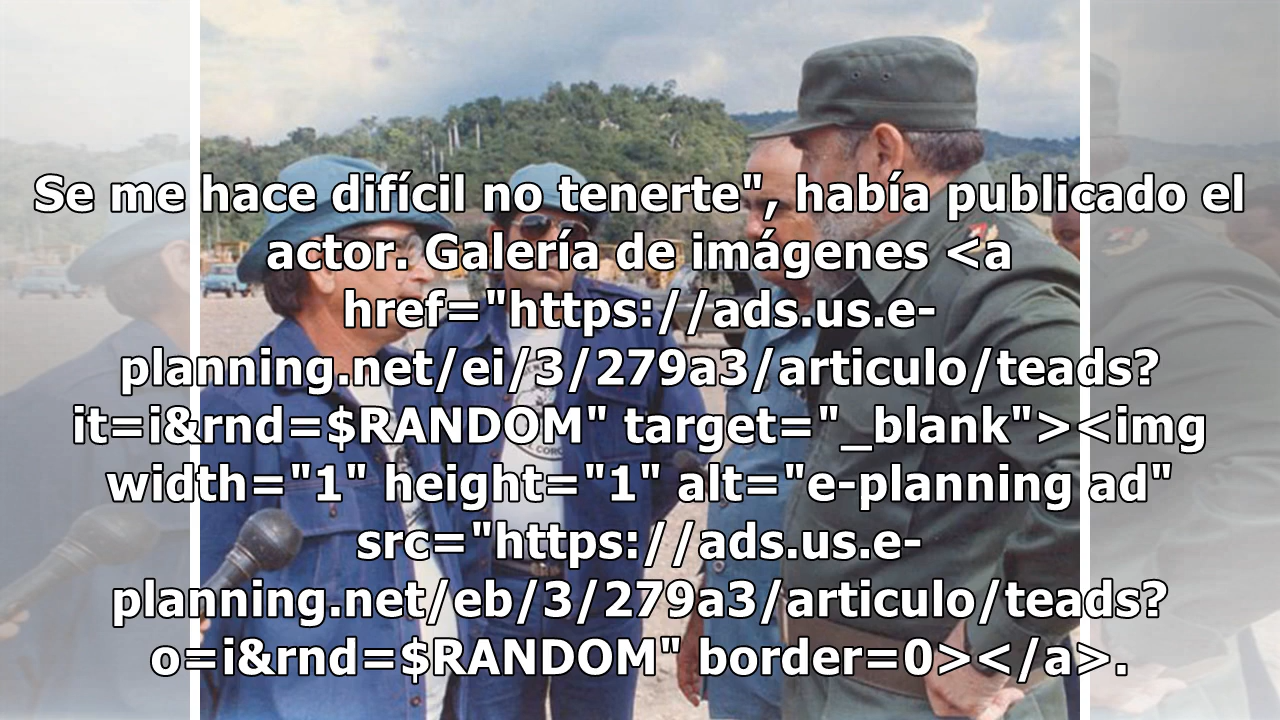 Se me hace difícil no tenerte", había publicado el
actor. Galería de imágenes <a
href="https://ads.us.e-
planning.net/ei/3/279a3/articulo/teads?
it=i&rnd=$RANDOM" target="_blank"><img
width="1" height="1" alt="e-planning ad"
src="https://ads.us.e-
planning.net/eb/3/279a3/articulo/teads?
o=i&rnd=$RANDOM" border=0></a>.